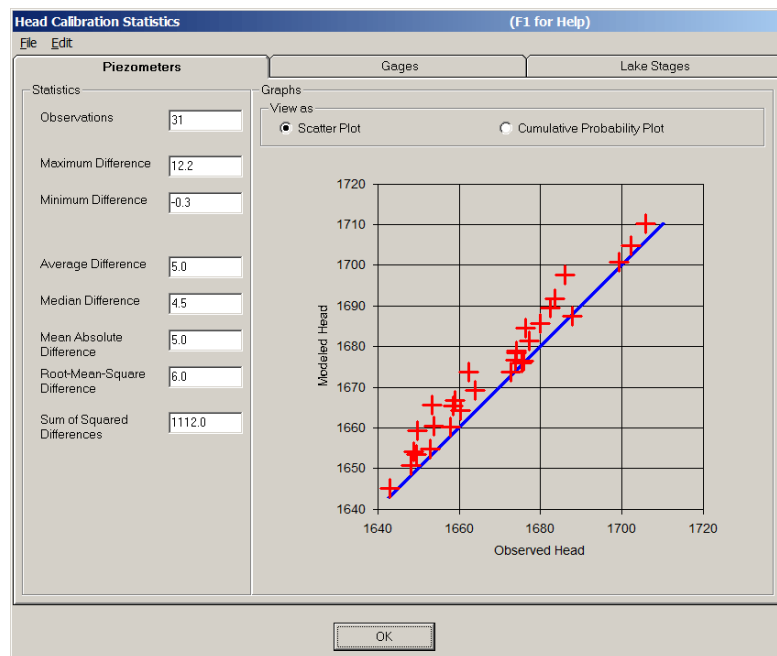 Head Calibration Statistics (F1 for Help)
File Edit
Piezometers Gages Lake Stages
Statistics
Observations 31
Maximum Difference 12.2
Minimum Difference -0.3
Average Difference 5.0
Median Difference 4.5
Mean Absolute
Difference 5.0
Root-Mean-Square
Difference 6.0
Sum of Squared
Differences 1112.0
Graphs
View as
Scatter Plot Cumulative Probability Plot
1720
1710
1700
1690
1680
1670
1660
1650
1640
Modeled Head
1640 1660 1680 1700 1720
Observed Head
OK